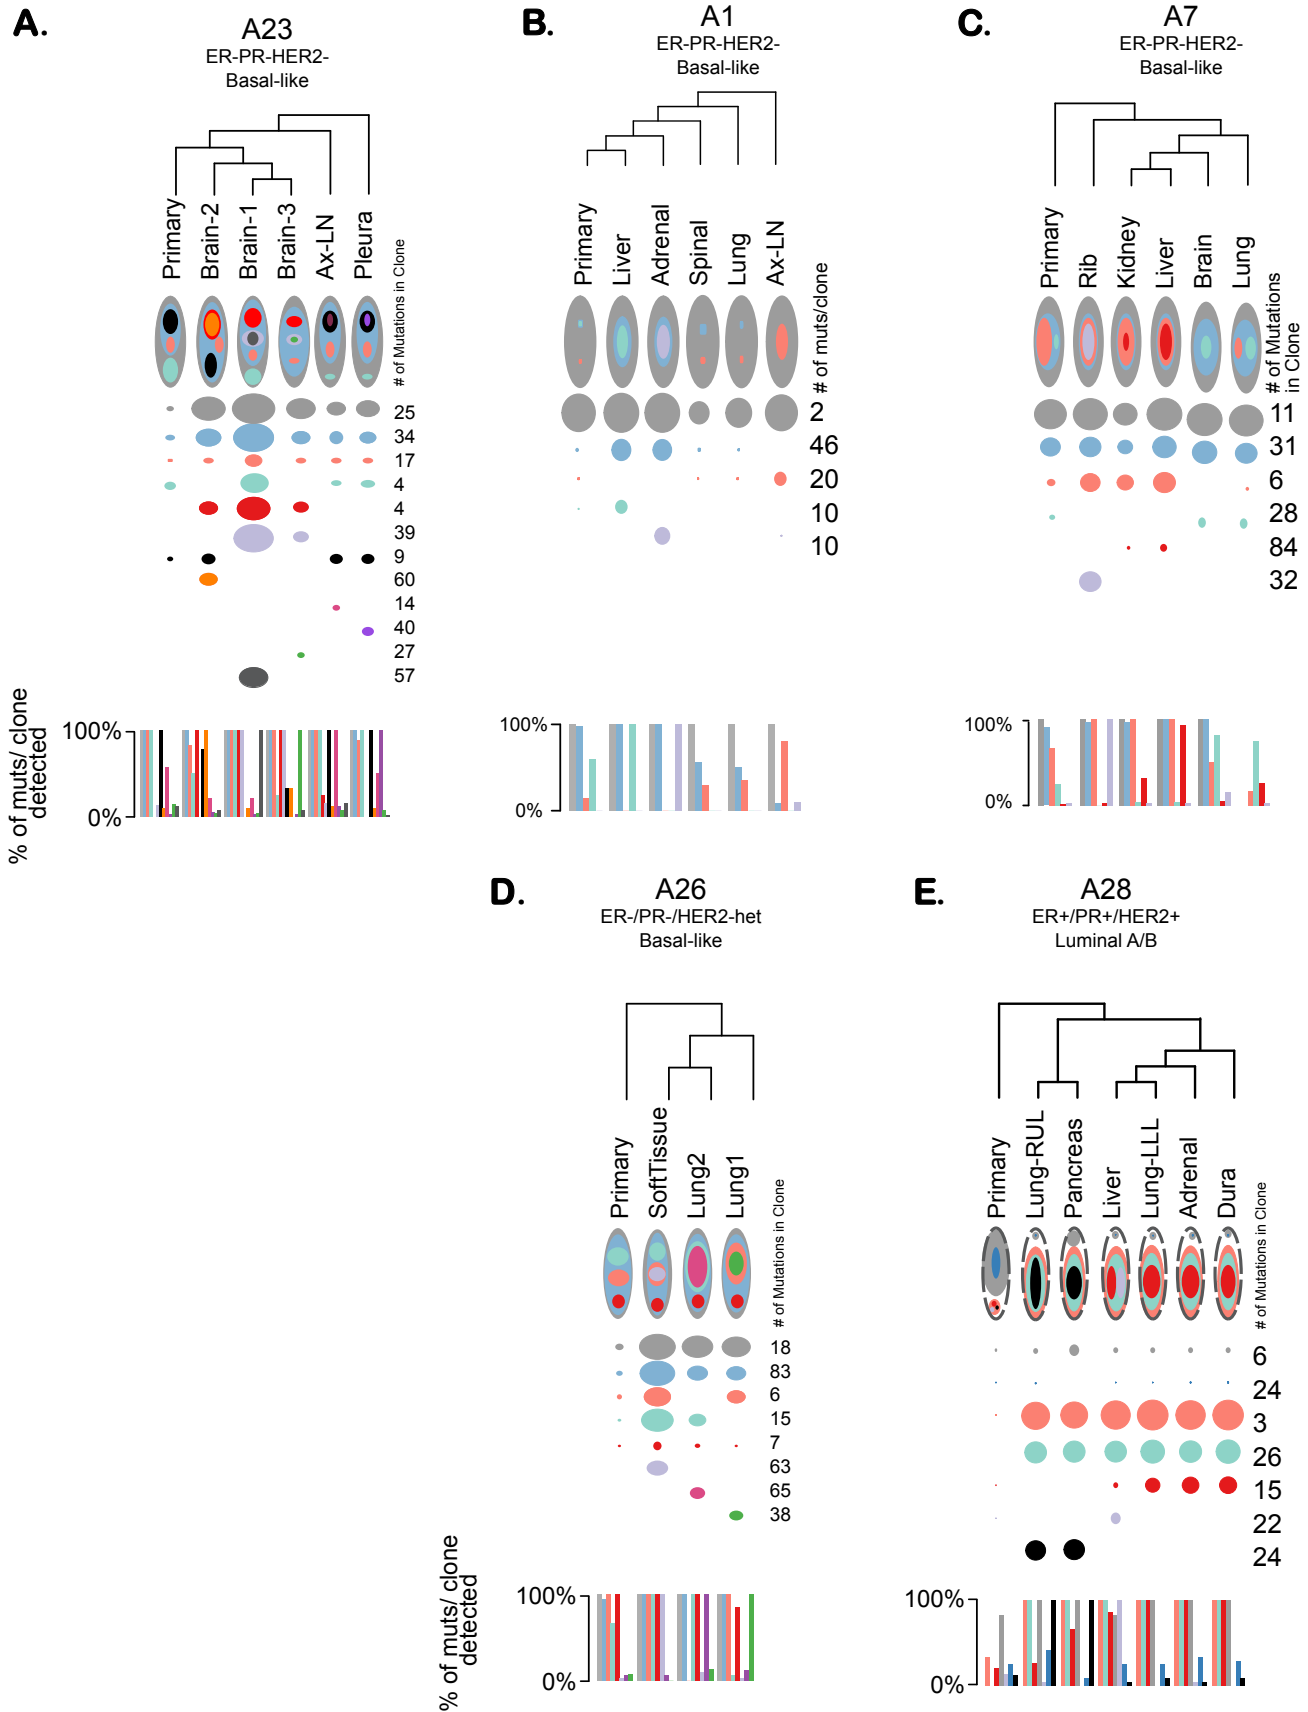 A.
A23
ER-PR-HER2-
Basal-like
Primary
Brain-2
Brain-1
Brain-3
Ax-LN
Pleura
# of Mutations in Clone
25
34
17
4
4
39
9
60
14
40
27
57
% of muts/ clone
detected
100%
0%
B.
A1
ER-PR-HER2-
Basal-like
Primary
Liver
Adrenal
Spinal
Lung
Ax-LN
# of muts/clone
2
46
20
10
10
100%
0%
C.
A7
ER-PR-HER2-
Basal-like
Primary
Rib
Kidney
Liver
Brain
Lung
# of Mutations
in Clone
11
31
6
28
84
32
100%
0%
D.
A26
ER-/PR-/HER2-het
Basal-like
Primary
SoftTissue
Lung2
Lung1
# of Mutations in Clone
18
83
6
15
7
63
65
38
% of muts/ clone
detected
100%
0%
E.
A28
ER+/PR+/HER2+
Luminal A/B
Primary
Lung-RUL
Pancreas
Liver
Lung-LLL
Adrenal
Dura
# of Mutations in Clone
6
24
3
26
15
22
24
100%
0%